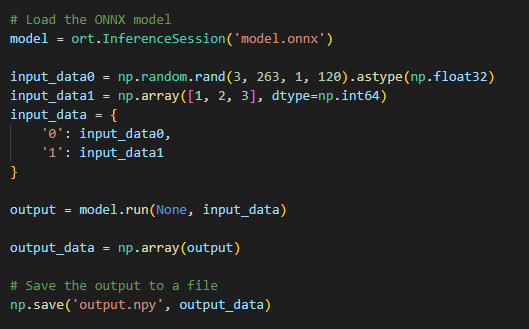 # Load the ONNX model
model = ort.InferenceSession('model.onnx')
input_data0 = np.random.rand(3, 263, 1, 120).astype(np.float32)
input_data1 = np.array([1, 2, 3], dtype=np.int64)
input_data = {
    '0': input_data0,
    '1': input_data1
}
output = model.run(None, input_data)
output_data = np.array(output)
# Save the output to a file
np.save('output.npy', output_data)